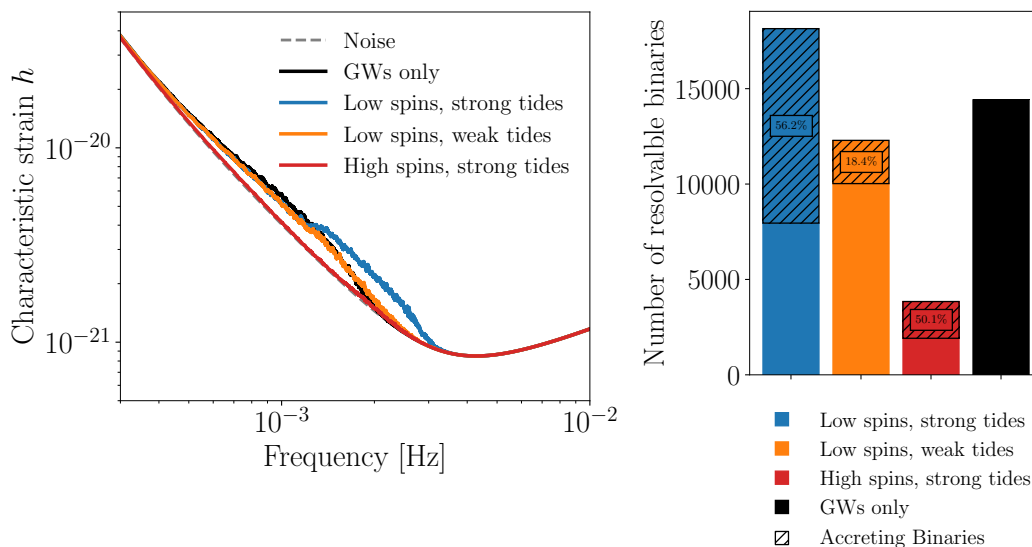 Characteristic strain h
10⁻²⁰
10⁻²¹
10⁻³
10⁻²
Frequency [Hz]
Noise
GWs only
Low spins, strong tides
Low spins, weak tides
High spins, strong tides
Number of resolvalble binaries
15000
10000
5000
0
56.2%
18.4%
50.1%
Low spins, strong tides
Low spins, weak tides
High spins, strong tides
GWs only
Accreting Binaries